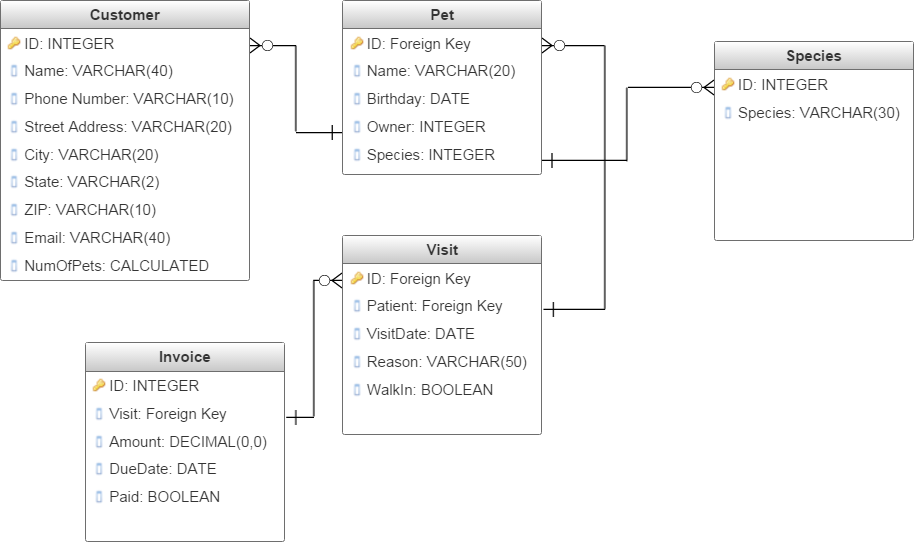 Customer
ID: INTEGER
Name: VARCHAR(40)
Phone Number: VARCHAR(10)
Street Address: VARCHAR(20)
City: VARCHAR(20)
State: VARCHAR(2)
ZIP: VARCHAR(10)
Email: VARCHAR(40)
NumOfPets: CALCULATED
Pet
ID: Foreign Key
Name: VARCHAR(20)
Birthday: DATE
Owner: INTEGER
Species: INTEGER
Species
ID: INTEGER
Species: VARCHAR(30)
Visit
ID: Foreign Key
Patient: Foreign Key
VisitDate: DATE
Reason: VARCHAR(50)
WalkIn: BOOLEAN
Invoice
ID: INTEGER
Visit: Foreign Key
Amount: DECIMAL(0,0)
DueDate: DATE
Paid: BOOLEAN